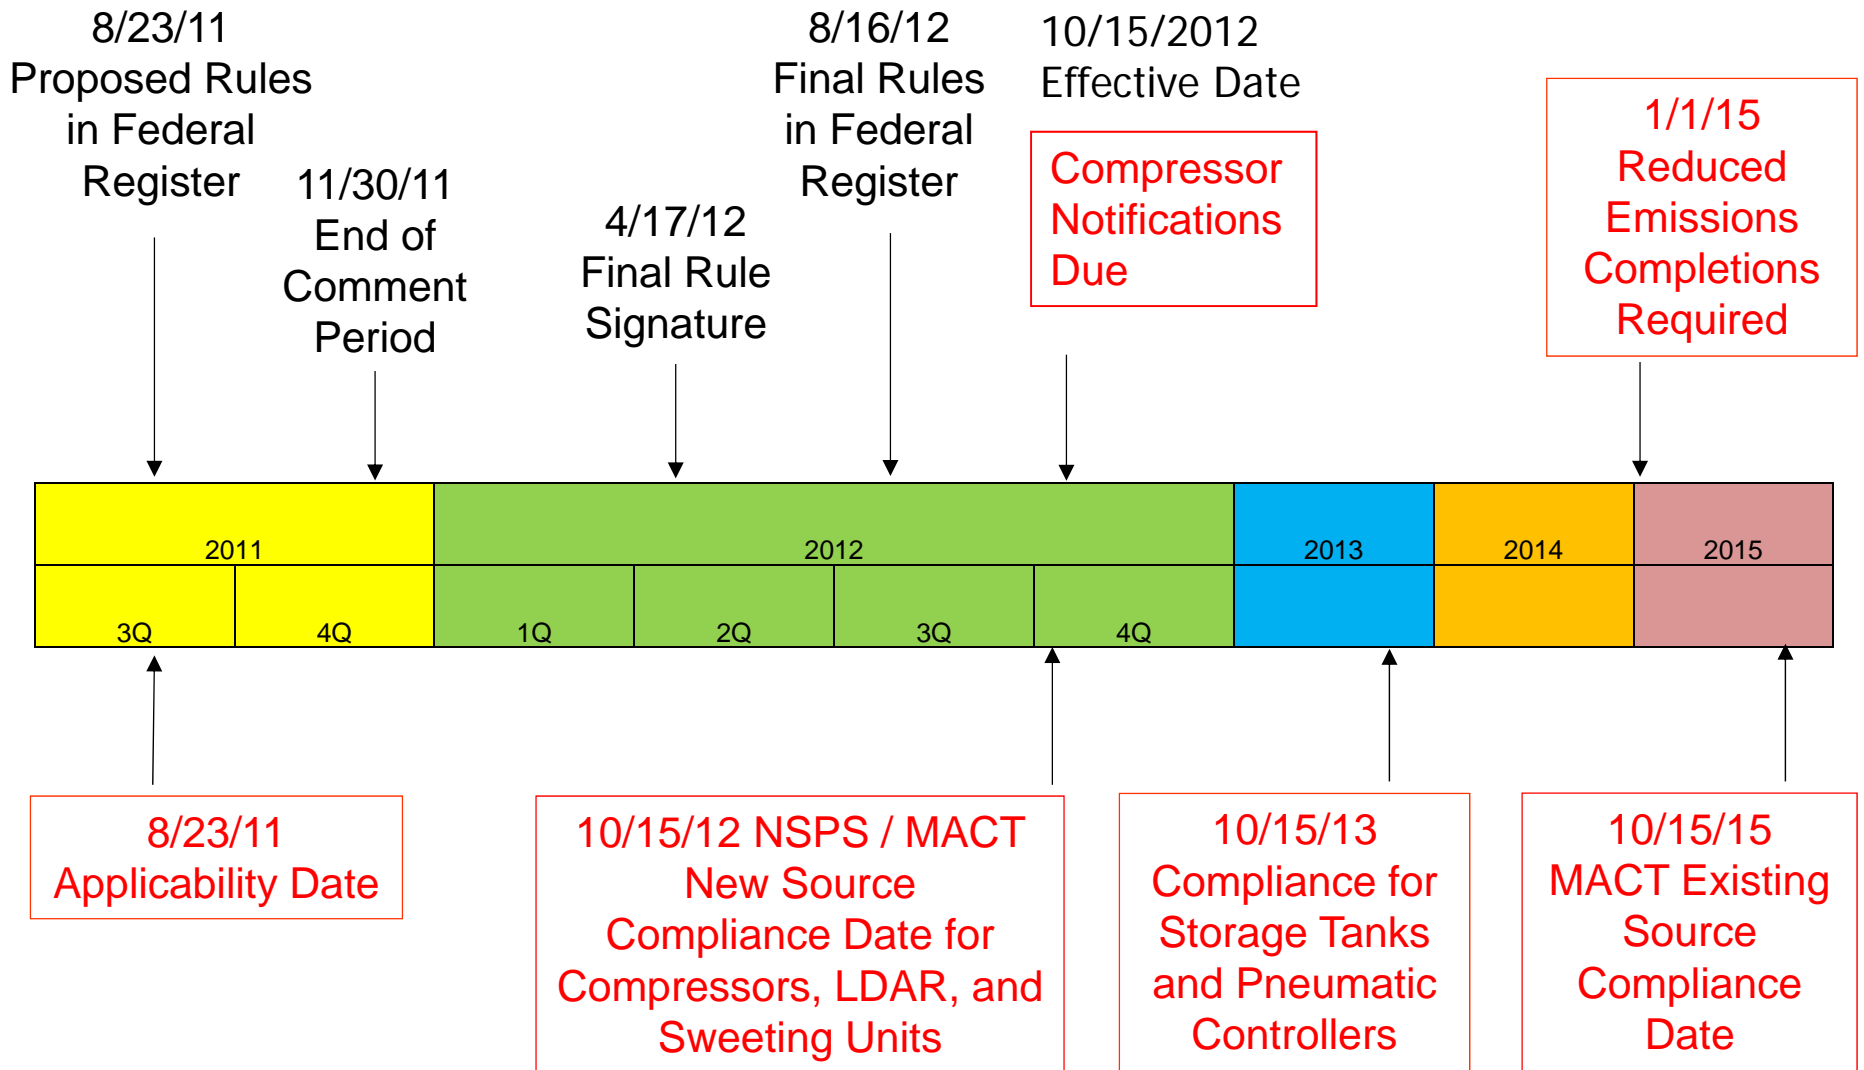 8/23/11
Proposed Rules
in Federal
Register
11/30/11
End of
Comment
Period
4/17/12
Final Rule
Signature
8/16/12
Final Rules
in Federal
Register
10/15/2012
Effective Date
Compressor
Notifications
Due
1/1/15
Reduced
Emissions
Completions
Required
2011
2012
2013
2014
2015
3Q
4Q
1Q
2Q
3Q
4Q
8/23/11
Applicability Date
10/15/12 NSPS / MACT
New Source
Compliance Date for
Compressors, LDAR, and
Sweeting Units
10/15/13
Compliance for
Storage Tanks
and Pneumatic
Controllers
10/15/15
MACT Existing
Source
Compliance
Date